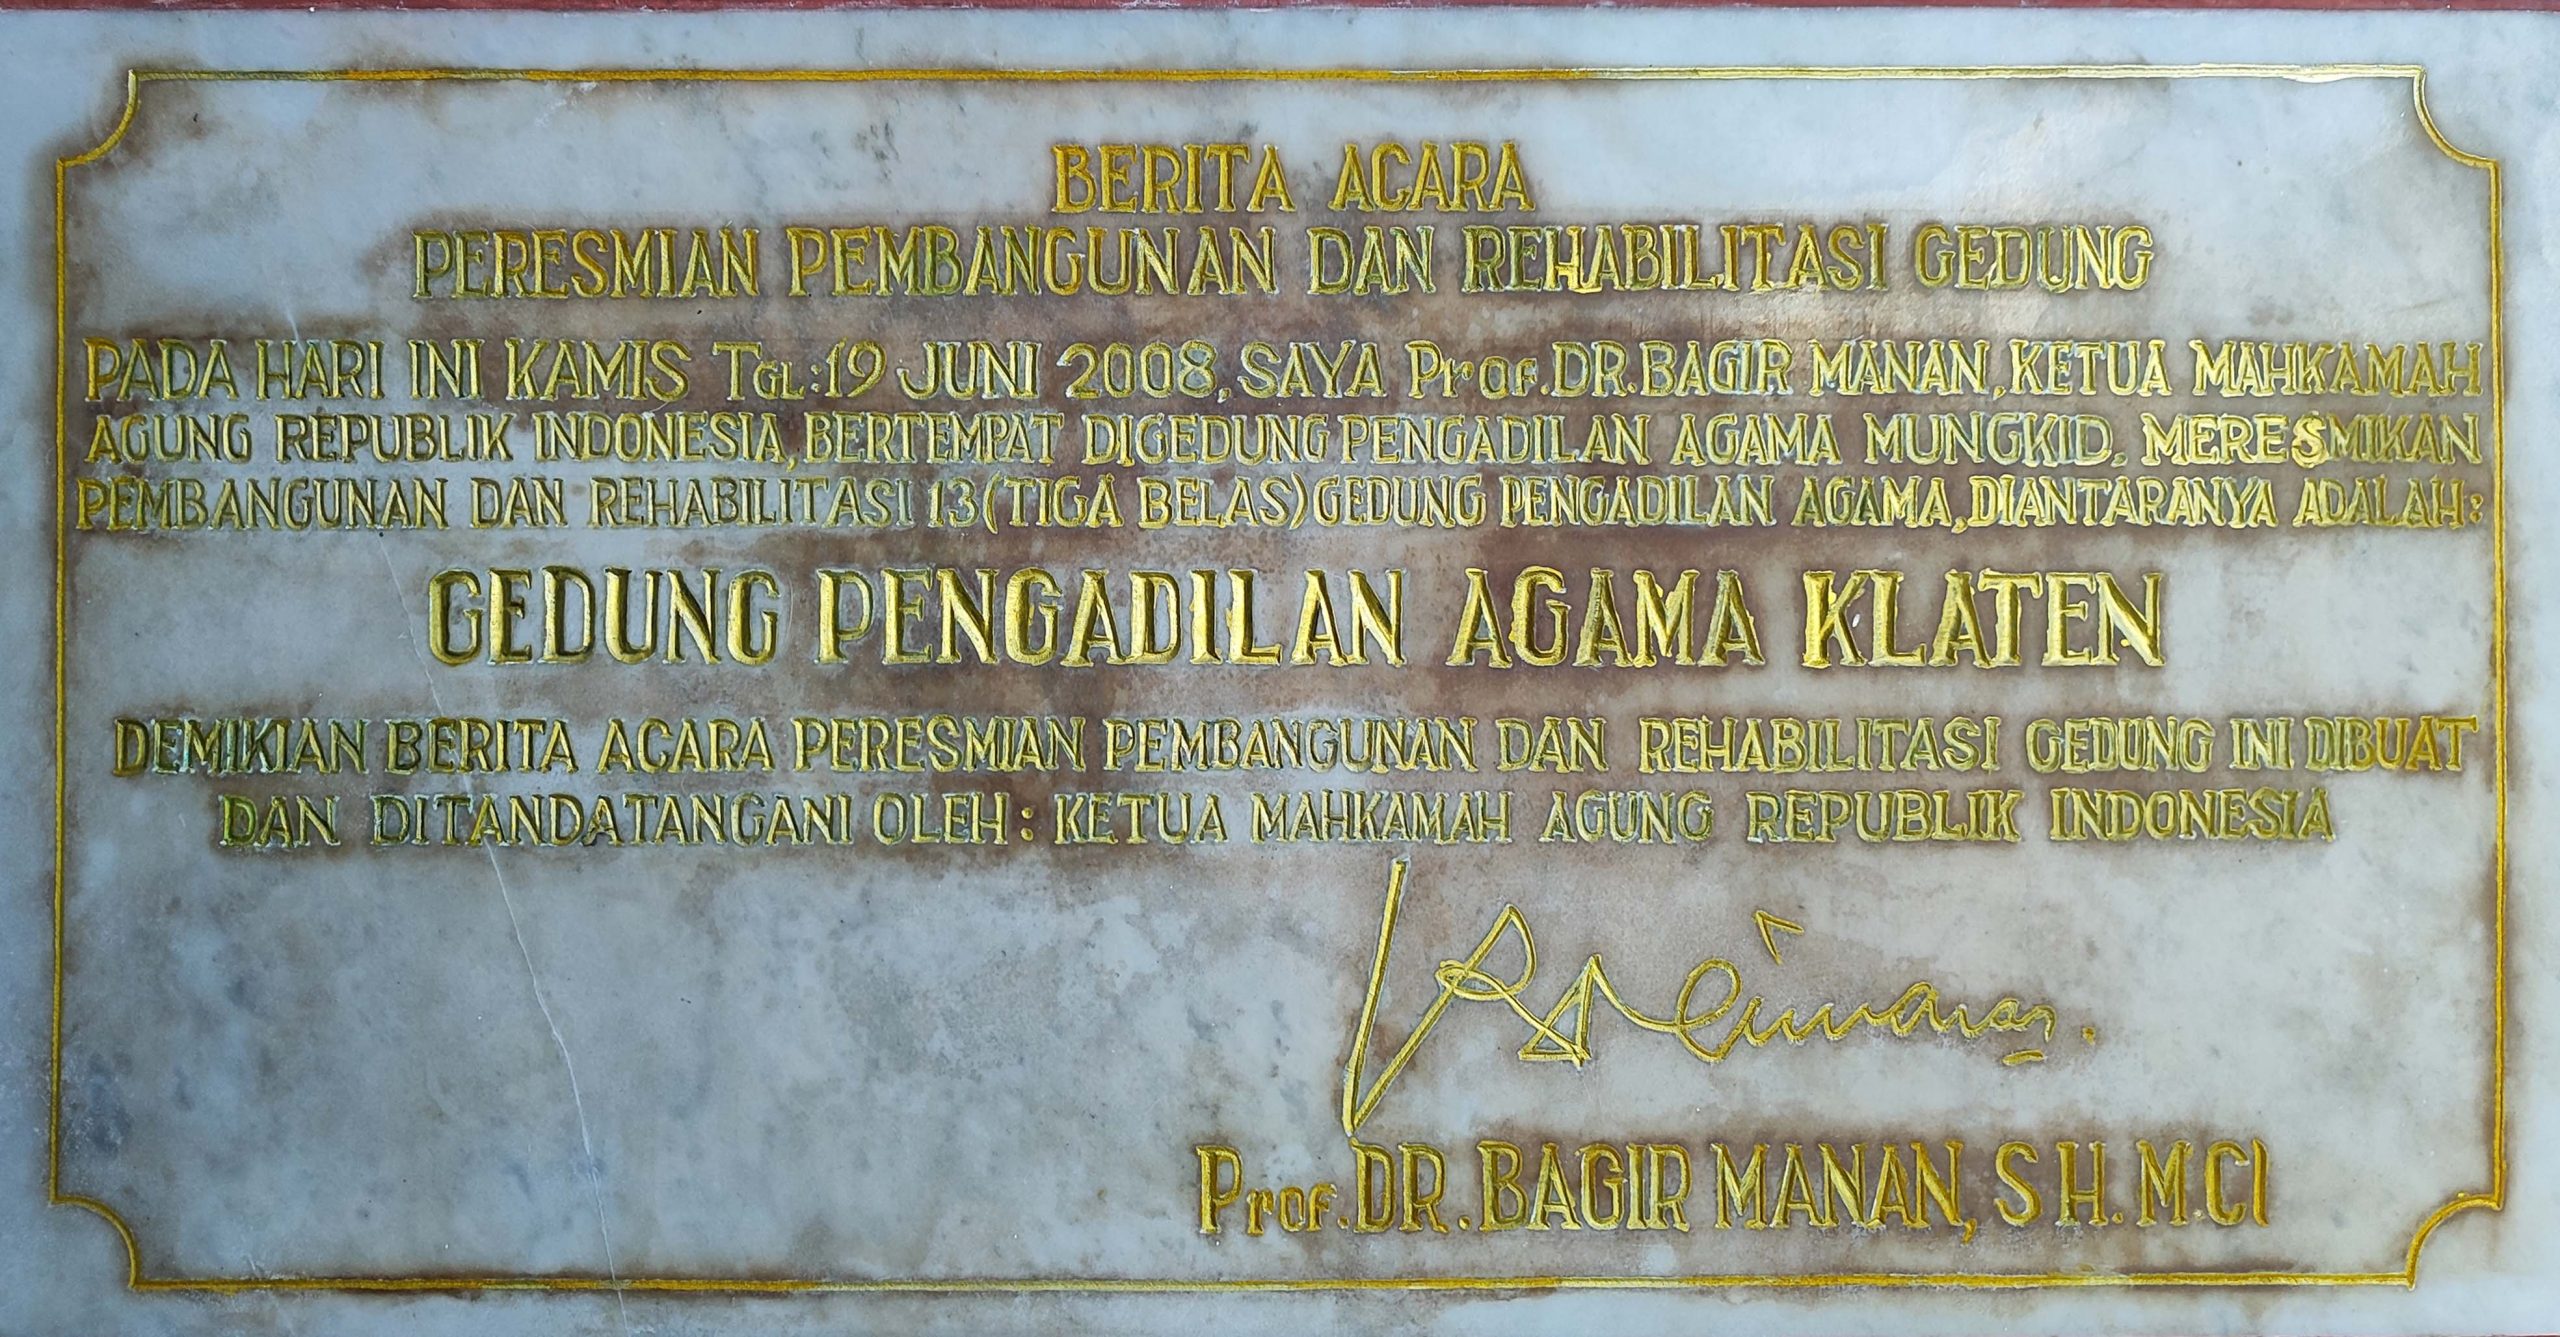 BERITA ACARA
PERESMIAN PEMBANGUNAN DAN REHABILITASI GEDUNG
PADA HARI INI KAMIS TGL:19 JUNI 2008, SAYA Prof.DR.BAGIR MANAN, KETUA MAHKAMAH
AGUNG REPUBLIK INDONESIA, BERTEMPAT DIGEDUNG PENGADILAN AGAMA MUNGKID, MERESMIKAN
PEMBANGUNAN DAN REHABILITASI 13(TIGA BELAS)GEDUNG PENGADILAN AGAMA, DIANTARANYA ADALAH:
GEDUNG PENGADILAN AGAMA KLATEN
DEMIKIAN BERITA ACARA PERESMIAN PEMBANGUNAN DAN REHABILITASI GEDUNG INI DIBUAT
DAN DITANDATANGANI OLEH: KETUA MAHKAMAH AGUNG REPUBLIK INDONESIA
Prof.DR.BAGIR MANAN, SH.M.Cl